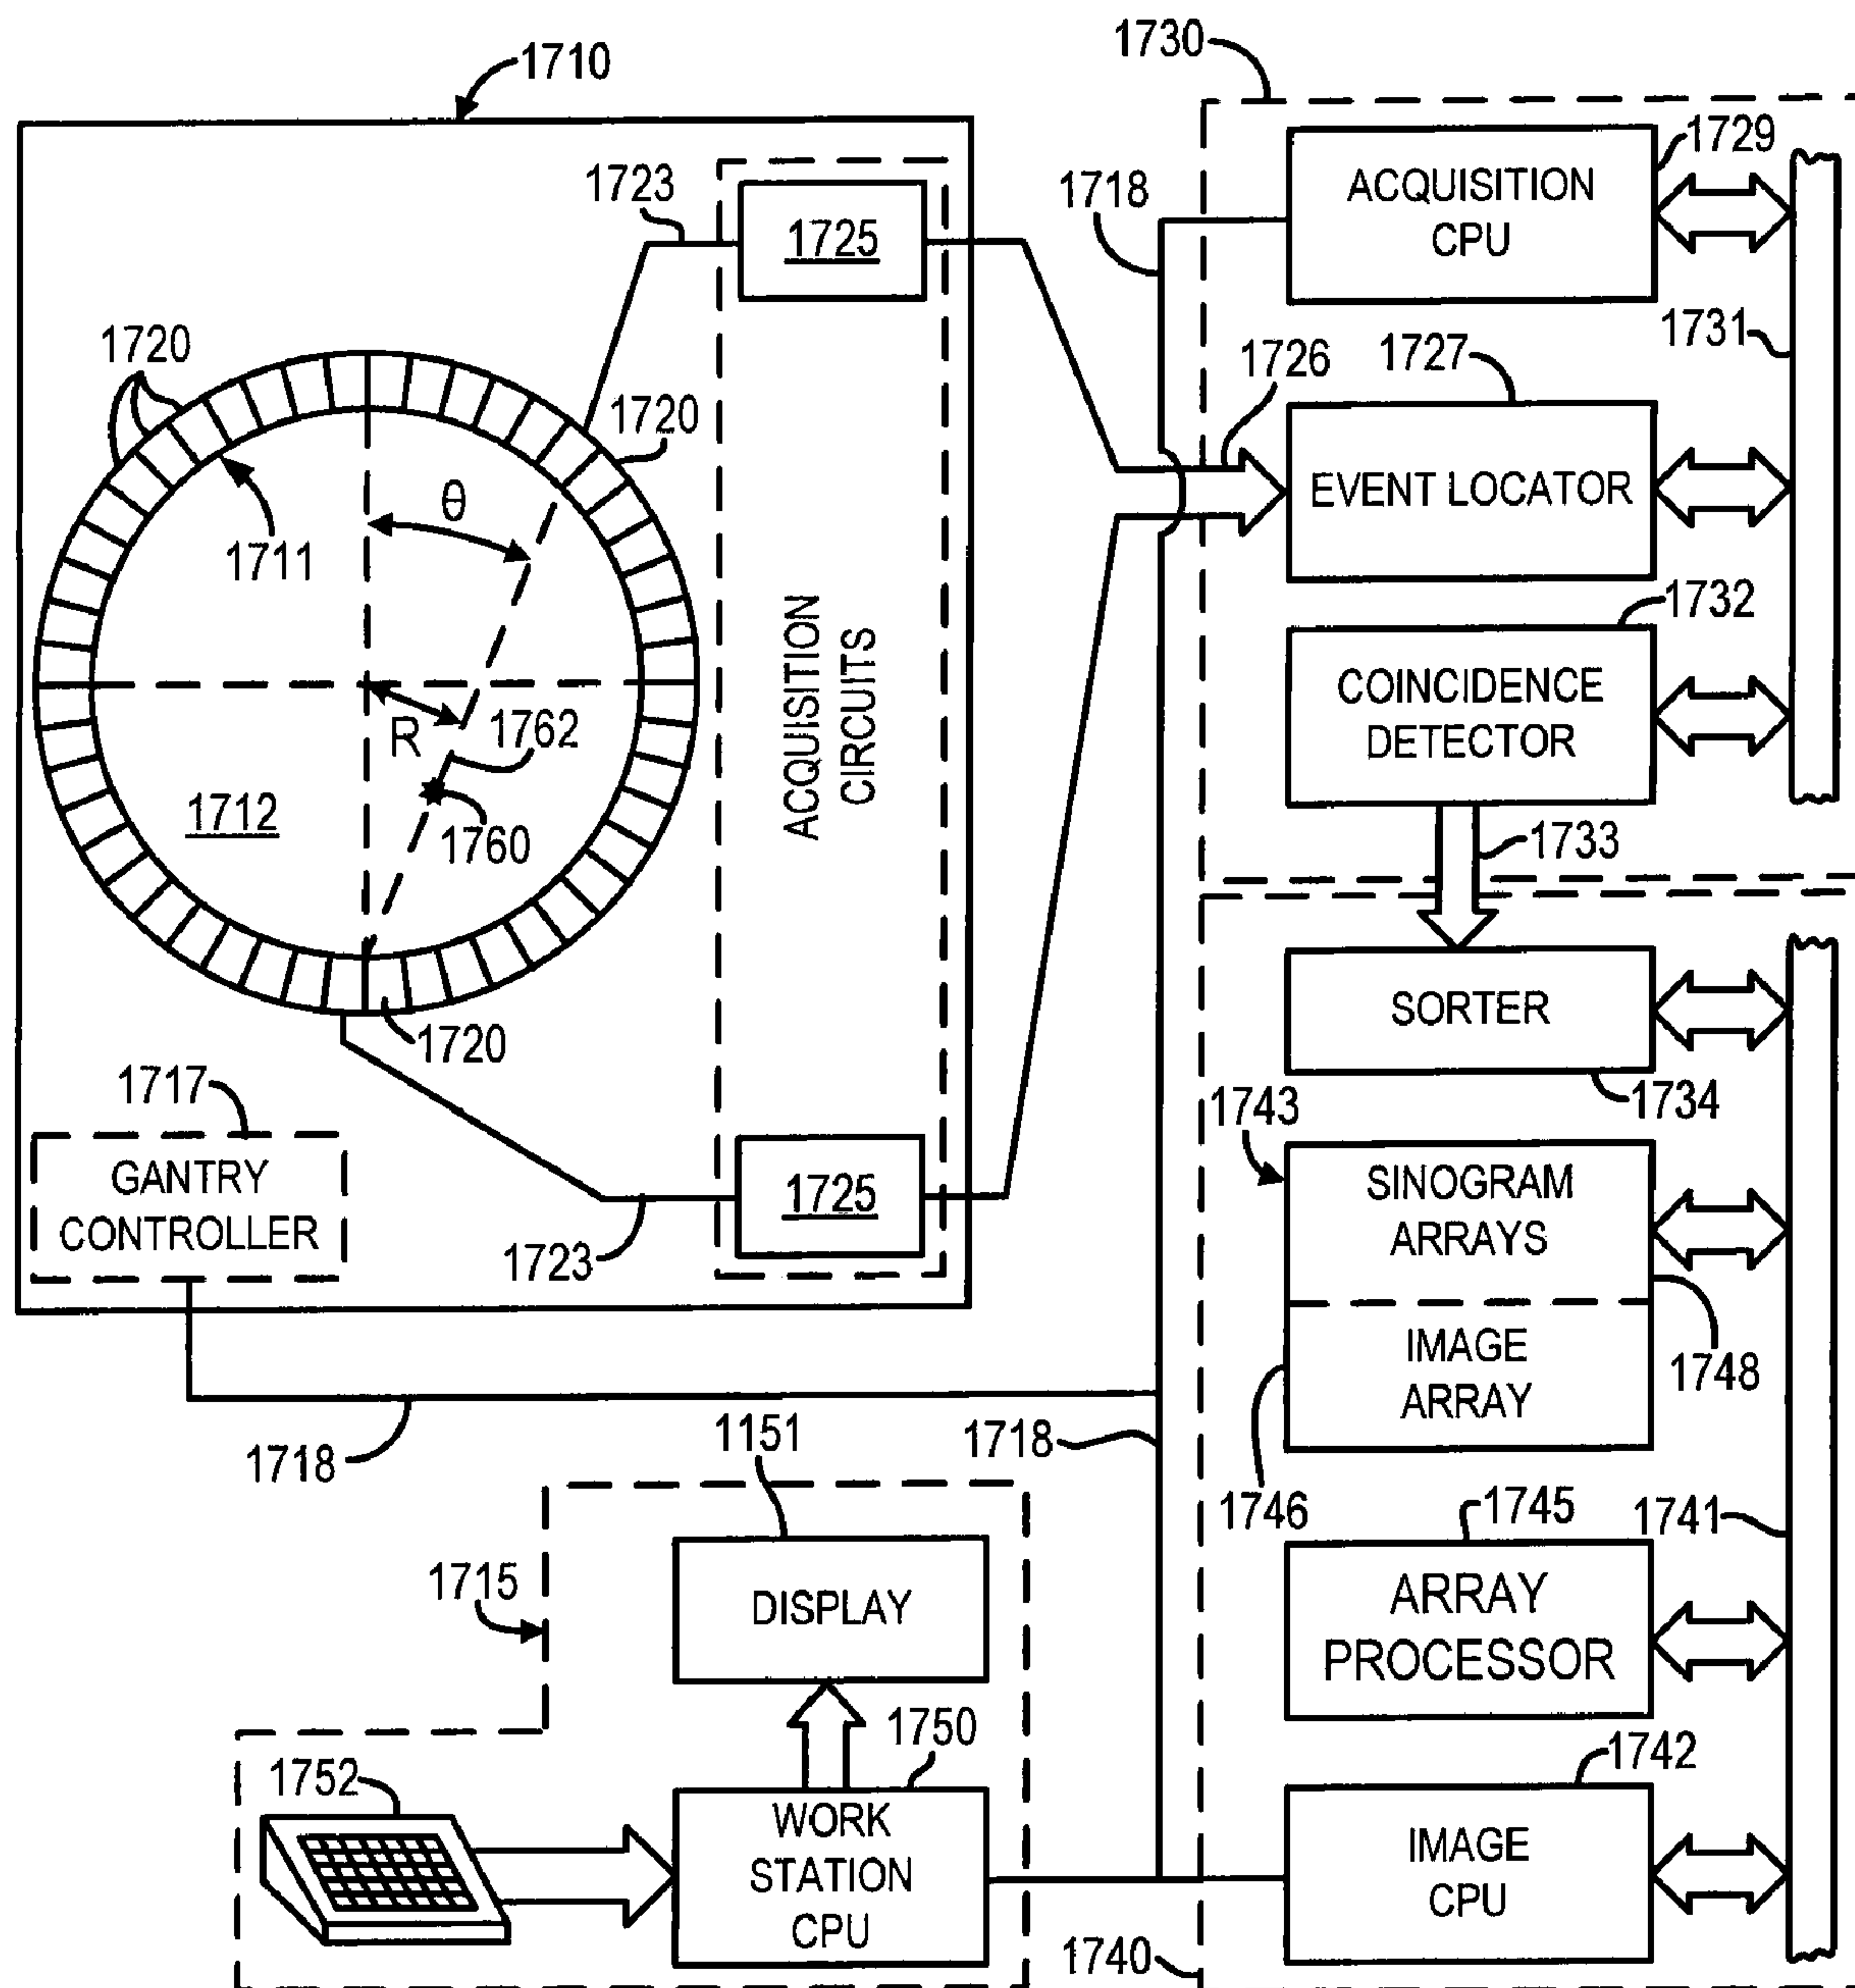 1710
1730
1723
1725
1718
ACQUISITION
CPU
1729
1731
1720
1720
1726
1727
EVENT LOCATOR
θ
1711
ACQUISITION
CIRCUITS
1732
COINCIDENCE
DETECTOR
R
1762
1712
1760
1733
1720
SORTER
1734
1717
GANTRY
CONTROLLER
1723
1725
1743
SINOGRAM
ARRAYS
1748
IMAGE
ARRAY
1746
1718
1718
1151
DISPLAY
1715
1745
ARRAY
PROCESSOR
1741
1750
WORK
STATION
CPU
1752
1742
IMAGE
CPU
1740